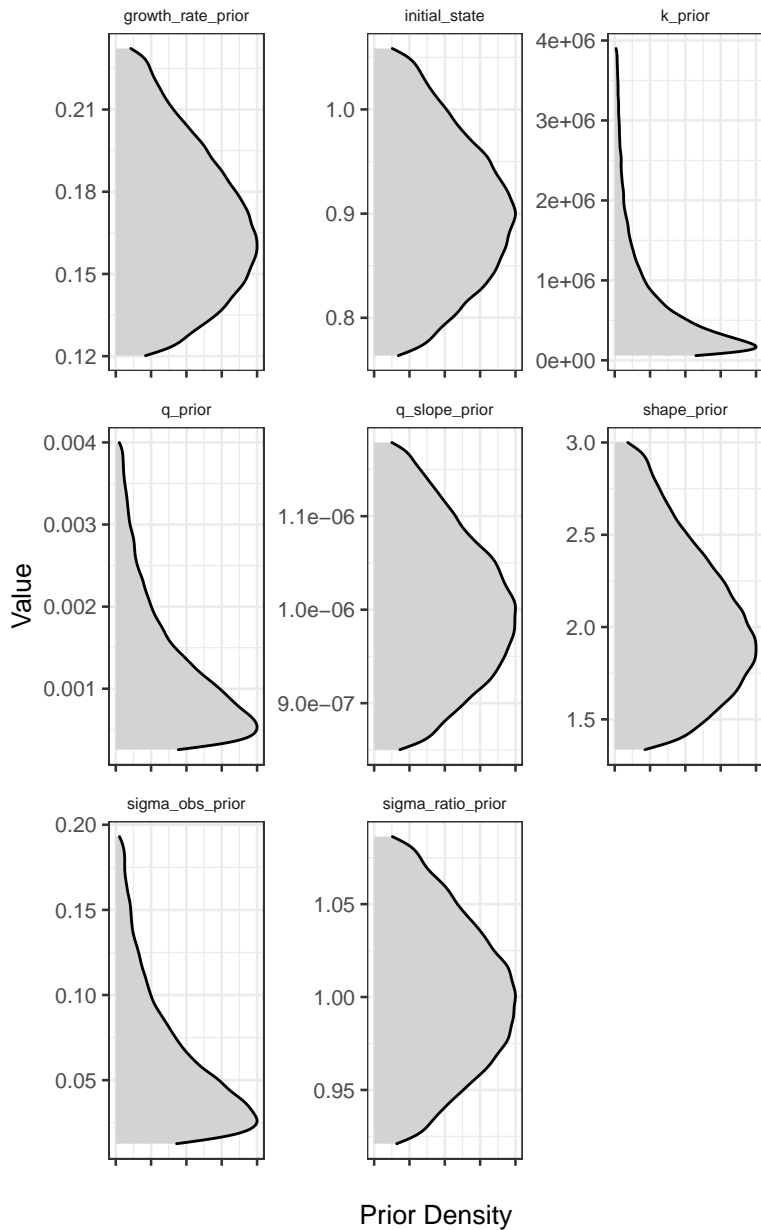 growth_rate_prior
initial_state
k_prior
0.21
0.18
0.15
0.12
1.0
0.9
0.8
4e+06
3e+06
2e+06
1e+06
0e+00
q_prior
q_slope_prior
shape_prior
0.004
0.003
0.002
0.001
1.1e−06
1.0e−06
9.0e−07
3.0
2.5
2.0
1.5
Value
sigma_obs_prior
sigma_ratio_prior
0.20
0.15
0.10
0.05
1.05
1.00
0.95
Prior Density